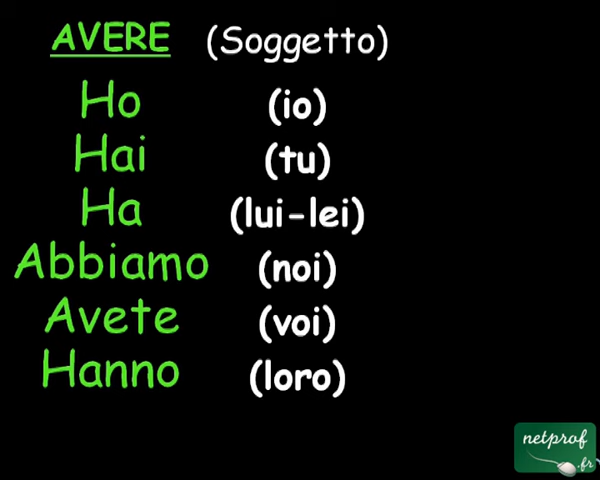 AVERE (Soggetto)
Ho (io)
Hai (tu)
Ha (lui-lei)
Abbiamo (noi)
Avete (voi)
Hanno (loro)
netprof
.fr